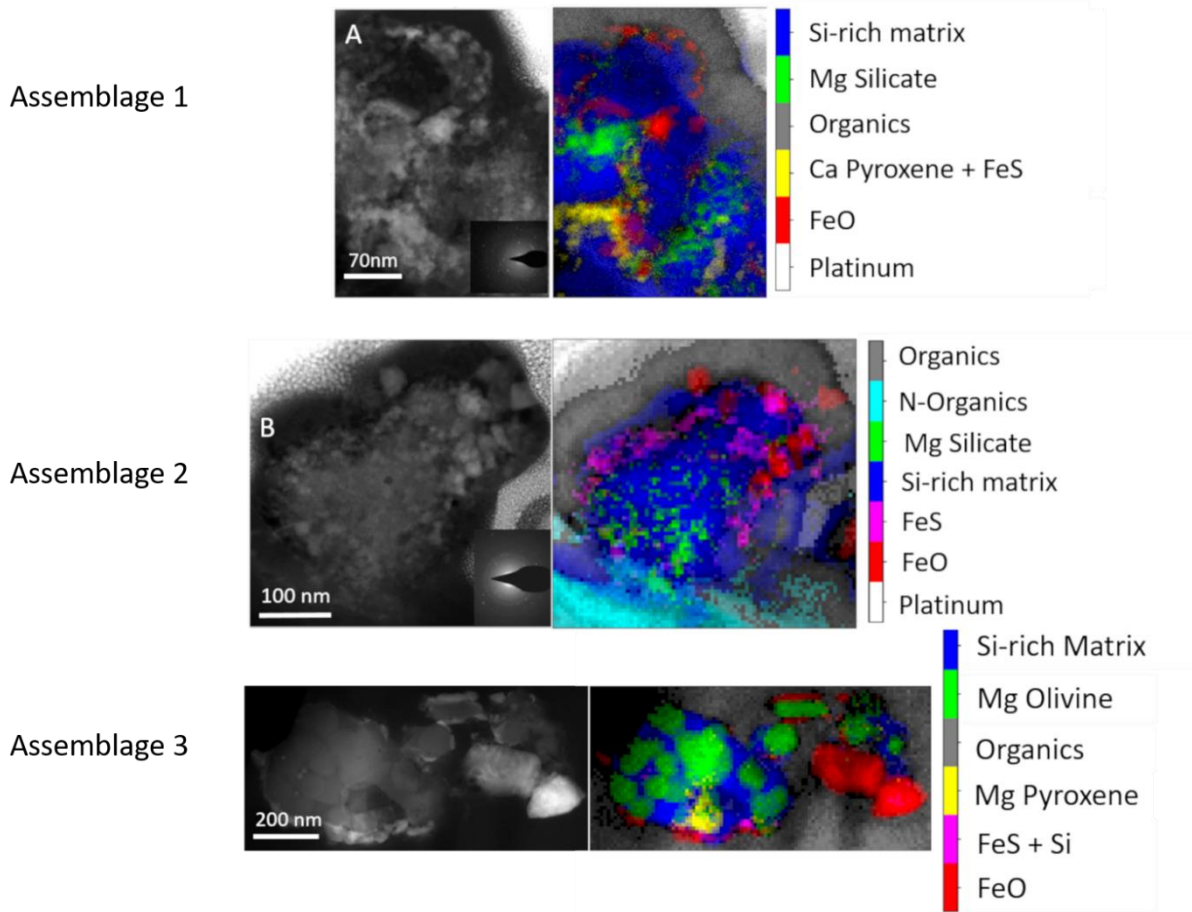 Assemblage 1
A
70nm
Si-rich matrix
Mg Silicate
Organics
Ca Pyroxene + FeS
FeO
Platinum
Assemblage 2
B
100 nm
Organics
N-Organics
Mg Silicate
Si-rich matrix
FeS
FeO
Platinum
Assemblage 3
200 nm
Si-rich Matrix
Mg Olivine
Organics
Mg Pyroxene
FeS + Si
FeO